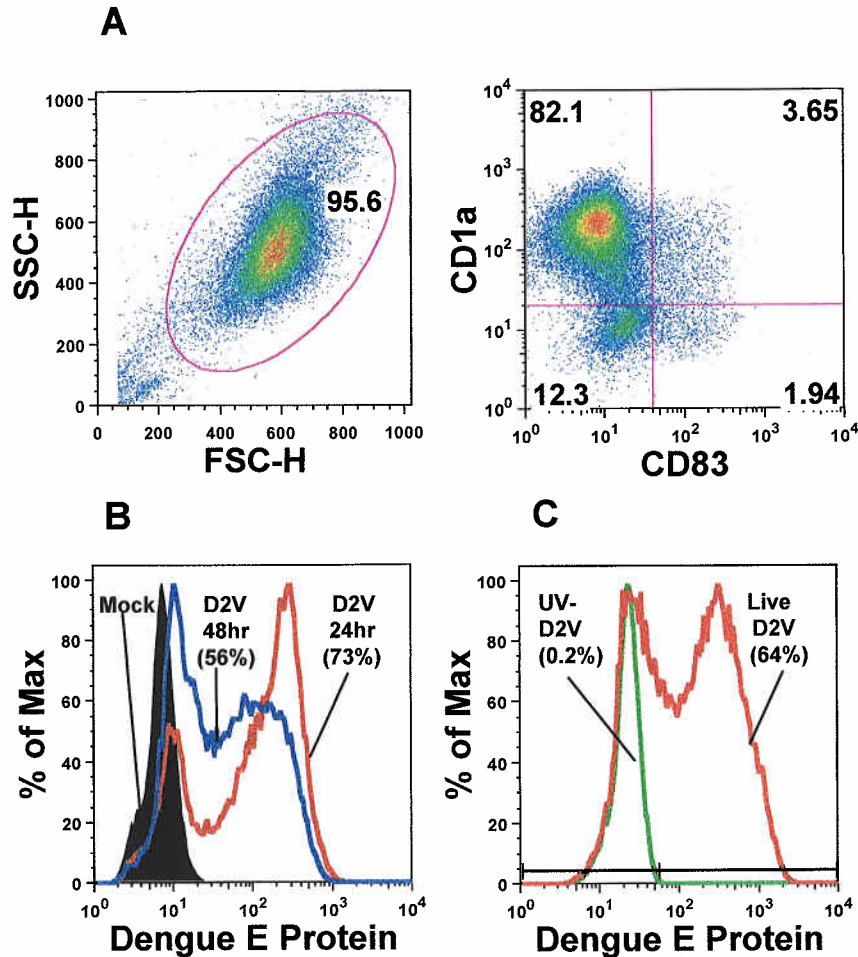 A
SSC-H
1000
800
600
400
200
0
95.6
0 200 400 600 800 1000
FSC-H
CD1a
10^4
10^3
10^2
10^1
10^0
82.1 3.65
12.3 1.94
10^0 10^1 10^2 10^3 10^4
CD83
B
% of Max
100
80
60
40
20
0
Mock
D2V
48hr
(56%)
D2V
24hr
(73%)
10^0 10^1 10^2 10^3 10^4
Dengue E Protein
C
% of Max
100
80
60
40
20
0
UV-
D2V
(0.2%)
Live
D2V
(64%)
10^0 10^1 10^2 10^3 10^4
Dengue E Protein